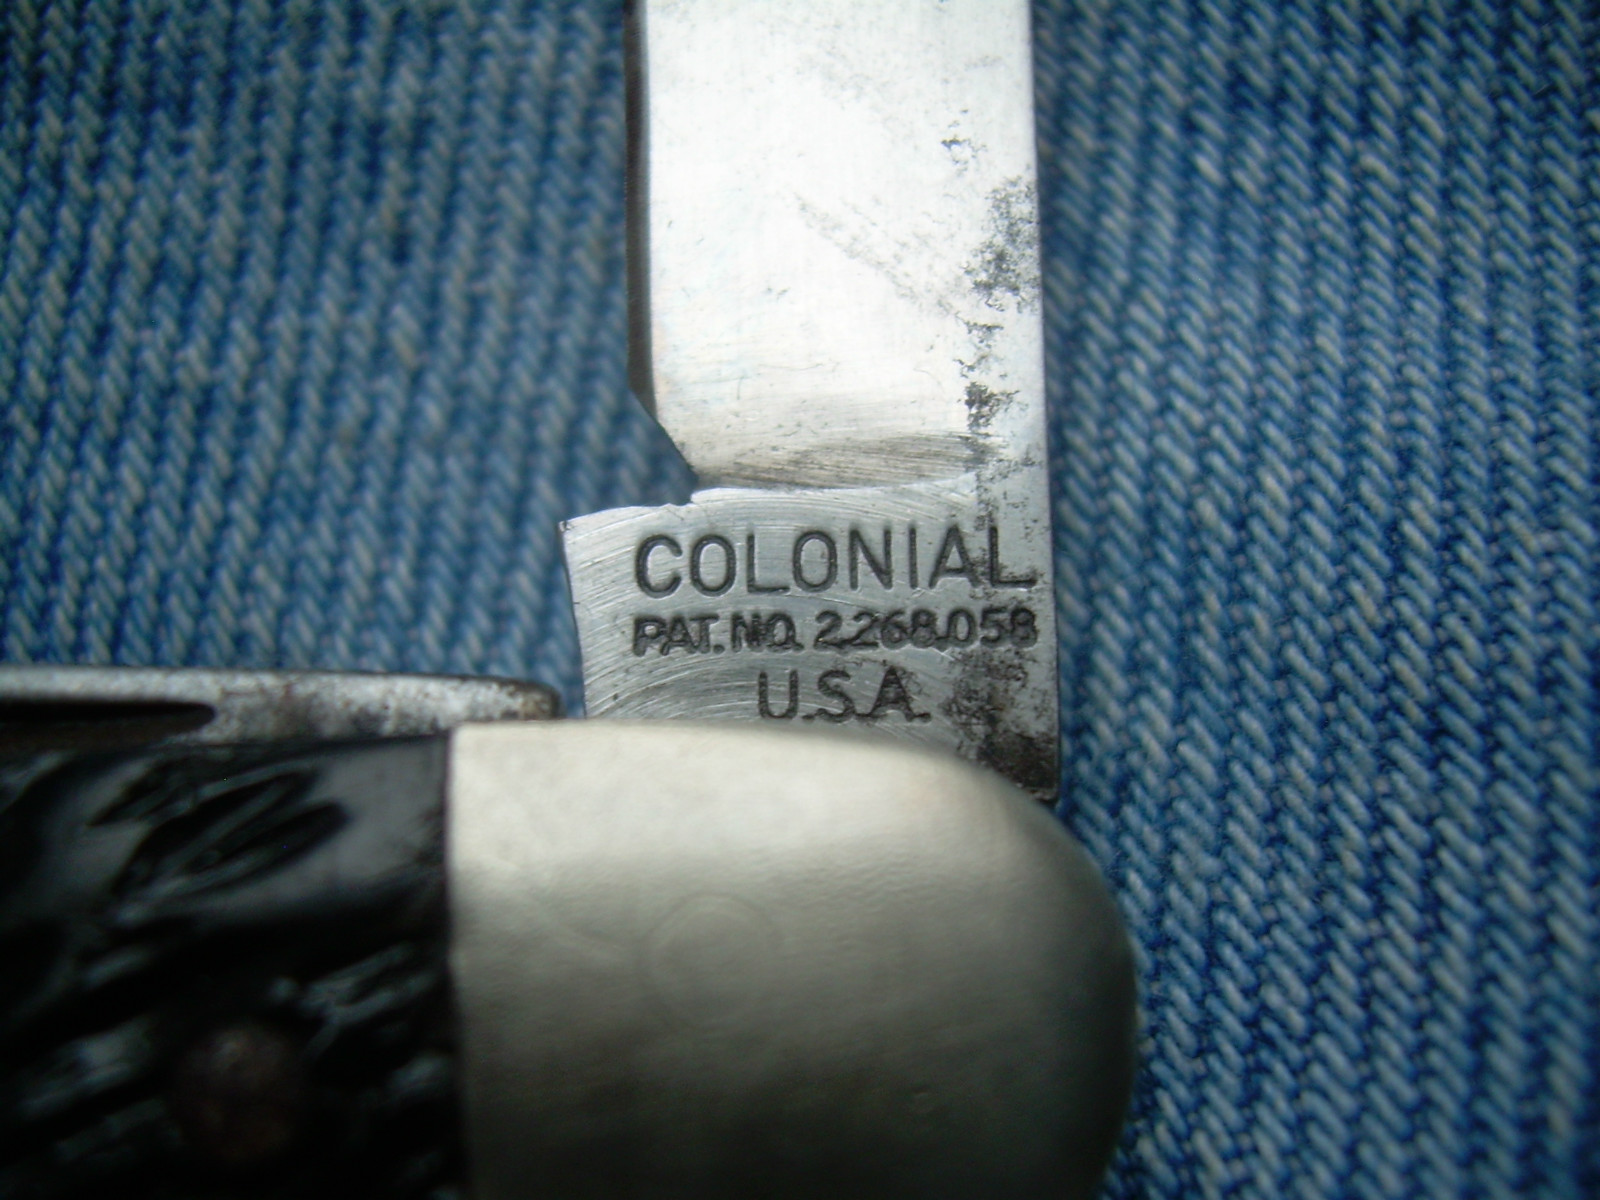 COLONIAL
PAT. NO. 2,268,058
U.S.A.